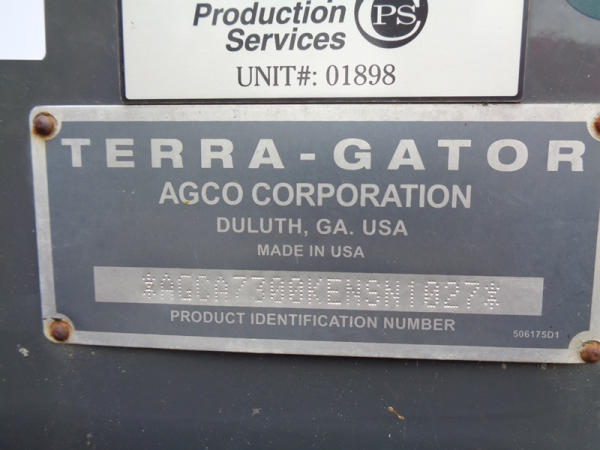 Production
Services
CPS
UNIT#: 01898
TERRA-GATOR
AGCO CORPORATION
DULUTH, GA. USA
MADE IN USA
*AGCA7300KENSN1027*
PRODUCT IDENTIFICATION NUMBER
506175D1